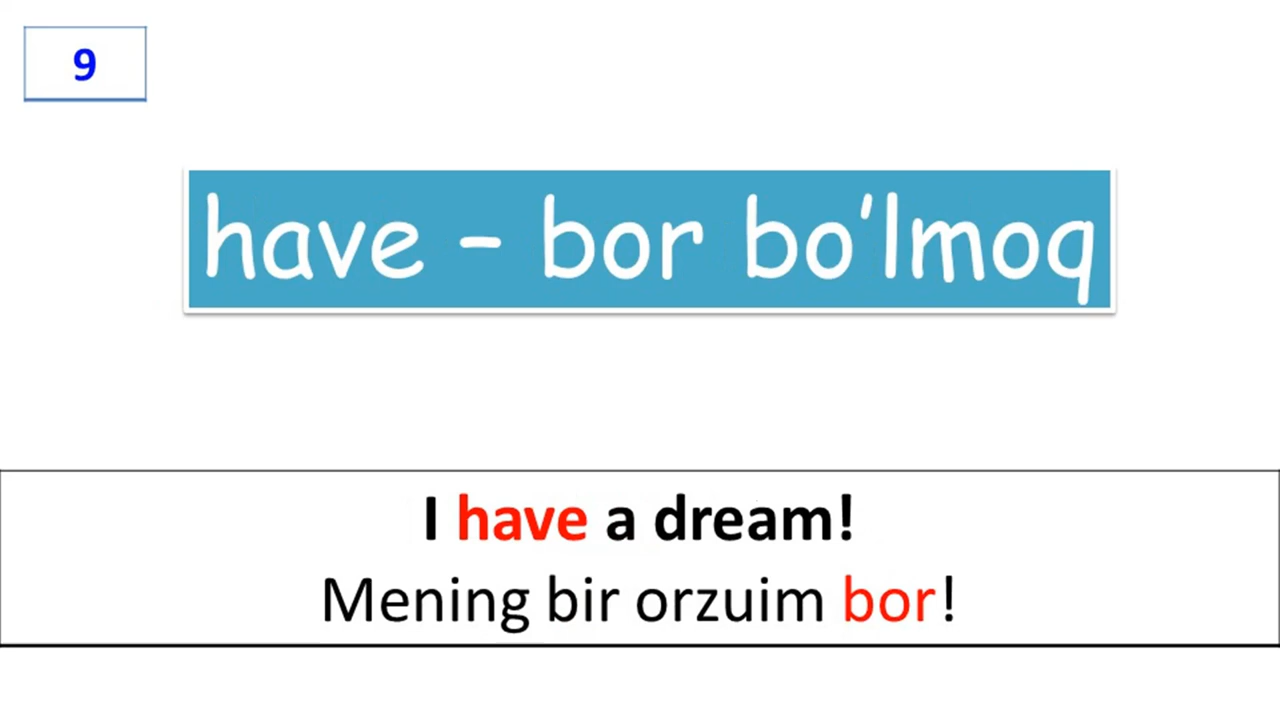 9
have – bor bo’lmoq
I have a dream!
Mening bir orzuim bor!